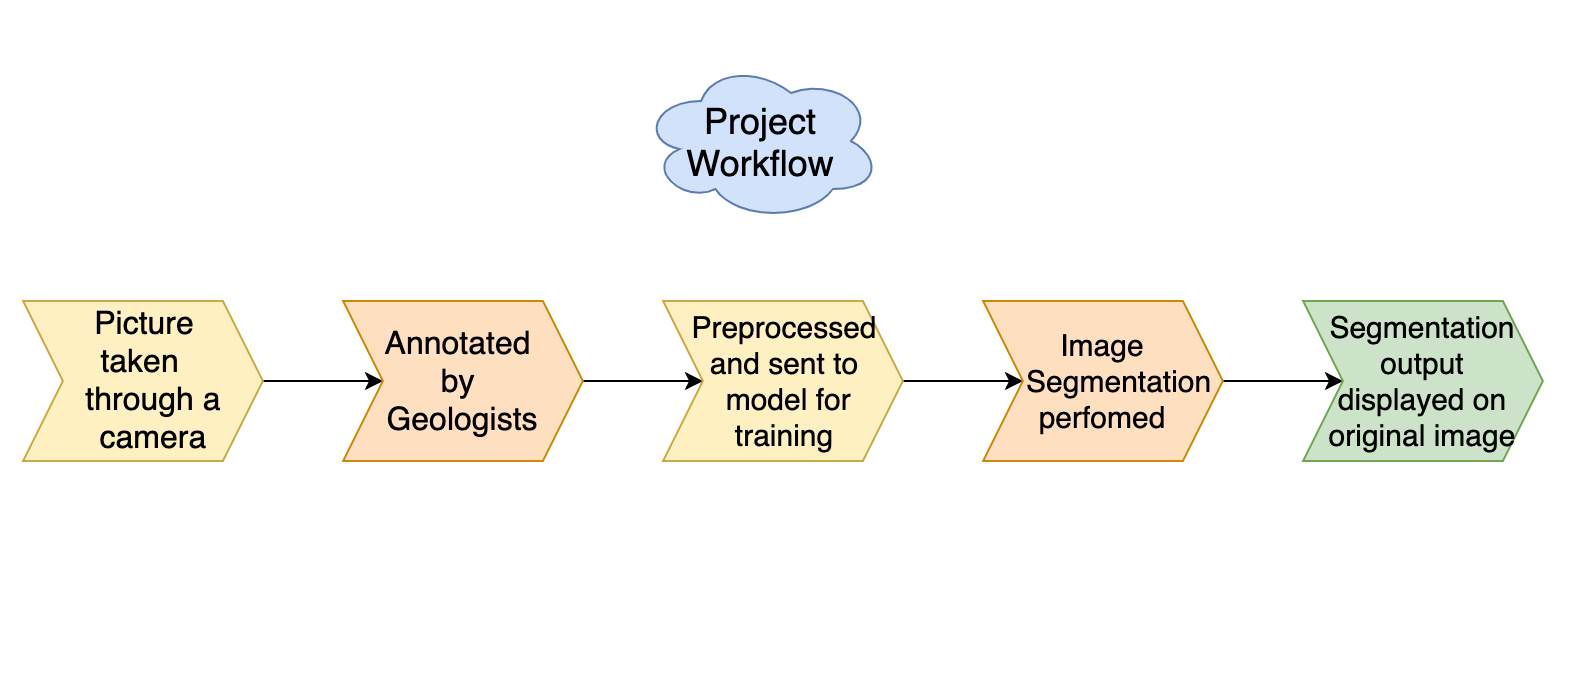 Project
Workflow
Picture
taken
through a
camera
Annotated
by
Geologists
Preprocessed
and sent to
model for
training
Image
Segmentation
perfomed
Segmentation
output
displayed on
original image